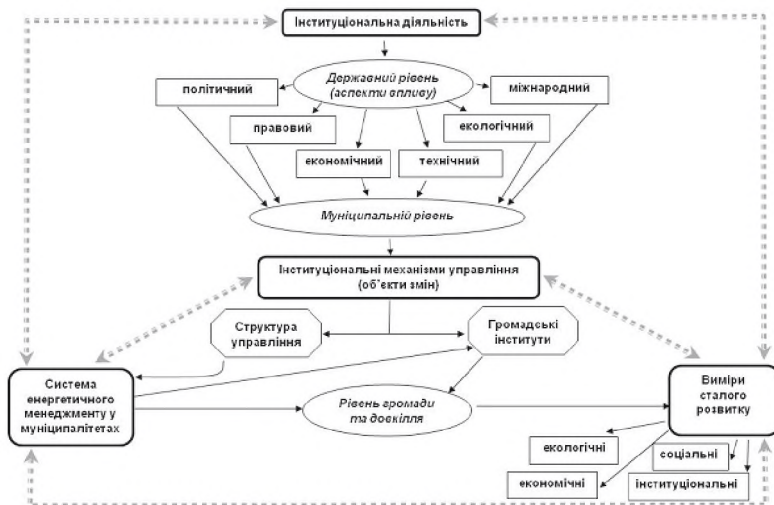 Інституціональна діяльність
Державний рівень
(аспекти впливу)
політичний
міжнародний
правовий
екологічний
економічний
технічний
Муніципальній рівень
Інституціональні механізми управління
(об'єкти змін)
Структура
управління
Громадські
інститути
Система
енергетичного
менеджменту у
муніципалітетах
Рівень громади
та довкілля
Виміри
сталого
розвитку
екологічні
соціальні
економічні
інституціональні